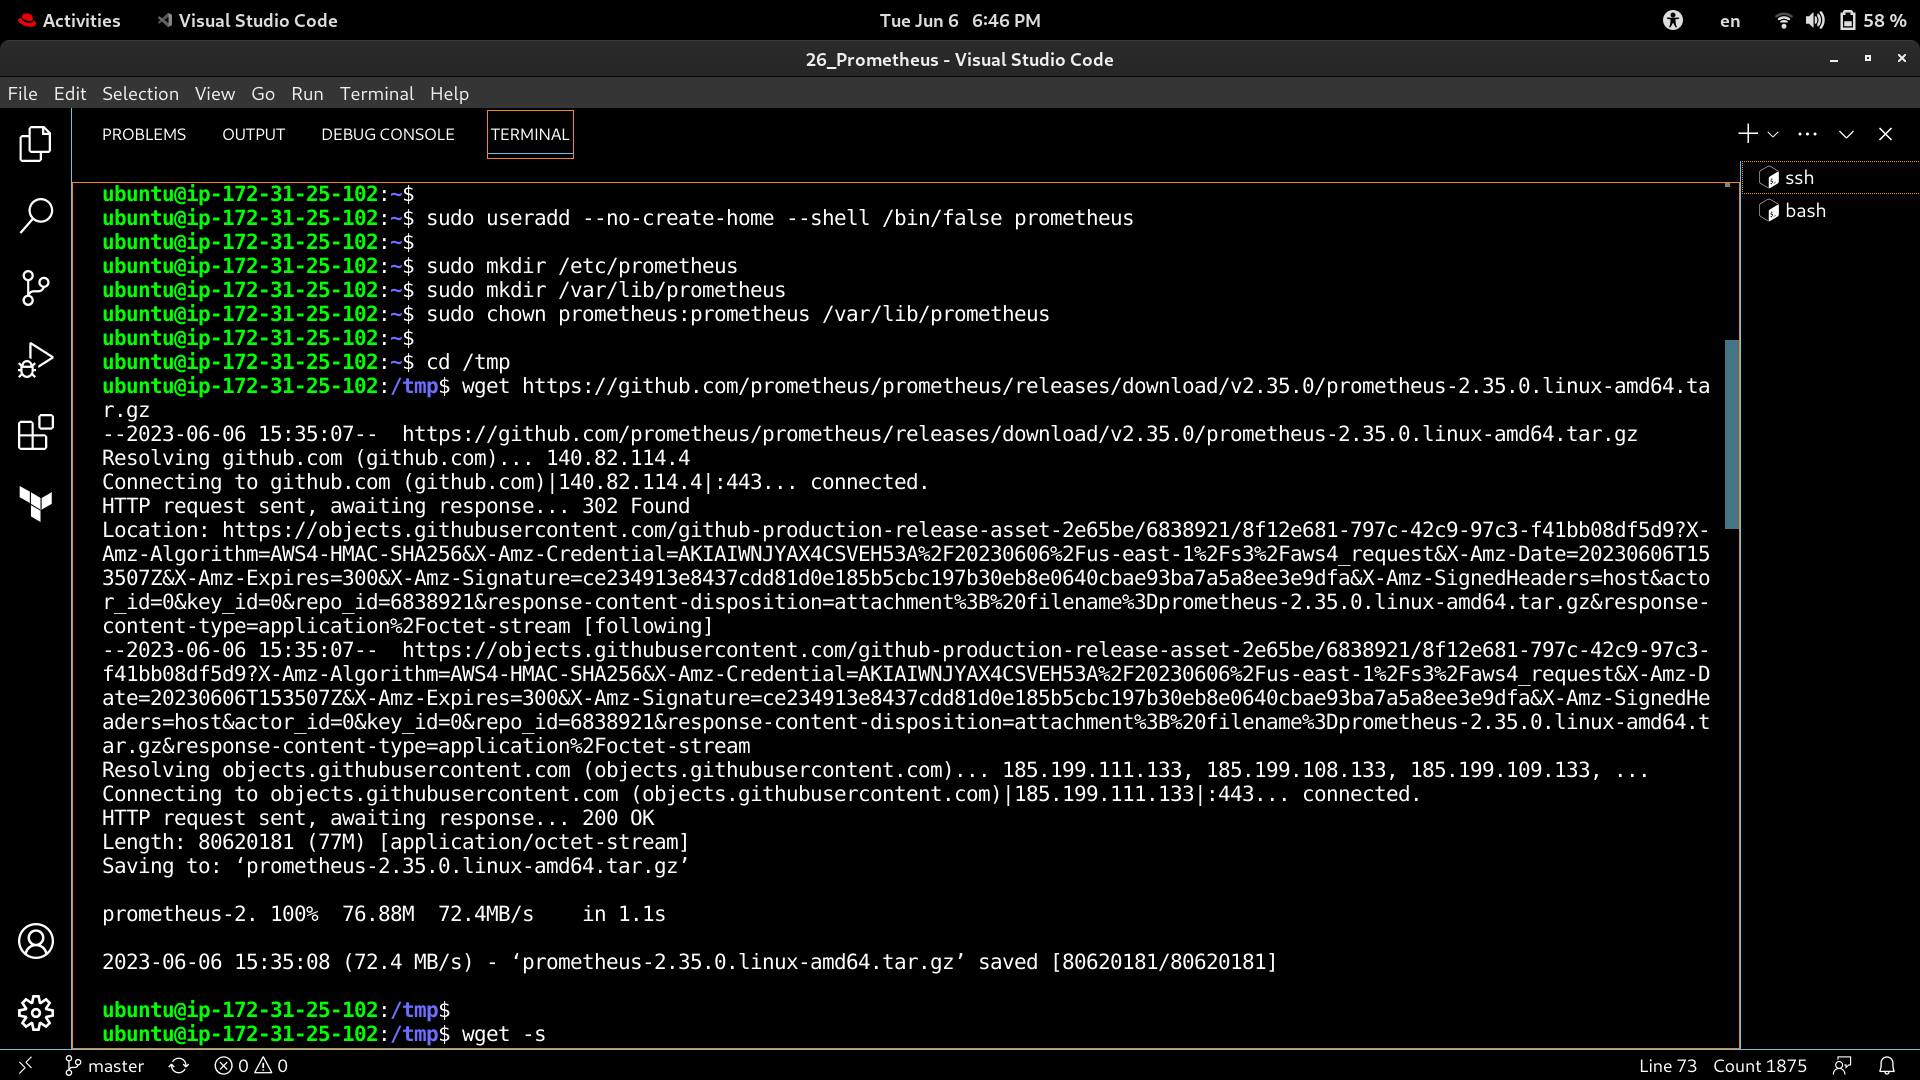 Activities Visual Studio Code Tue Jun 6 6:46 PM en 58 %
26_Prometheus - Visual Studio Code
File Edit Selection View Go Run Terminal Help
PROBLEMS OUTPUT DEBUG CONSOLE TERMINAL
ssh
bash
ubuntu@ip-172-31-25-102:~$
ubuntu@ip-172-31-25-102:~$ sudo useradd --no-create-home --shell /bin/false prometheus
ubuntu@ip-172-31-25-102:~$
ubuntu@ip-172-31-25-102:~$ sudo mkdir /etc/prometheus
ubuntu@ip-172-31-25-102:~$ sudo mkdir /var/lib/prometheus
ubuntu@ip-172-31-25-102:~$ sudo chown prometheus:prometheus /var/lib/prometheus
ubuntu@ip-172-31-25-102:~$
ubuntu@ip-172-31-25-102:~$ cd /tmp
ubuntu@ip-172-31-25-102:/tmp$ wget https://github.com/prometheus/prometheus/releases/download/v2.35.0/prometheus-2.35.0.linux-amd64.ta
r.gz
--2023-06-06 15:35:07-- https://github.com/prometheus/prometheus/releases/download/v2.35.0/prometheus-2.35.0.linux-amd64.tar.gz
Resolving github.com (github.com)... 140.82.114.4
Connecting to github.com (github.com)|140.82.114.4|:443... connected.
HTTP request sent, awaiting response... 302 Found
Location: https://objects.githubusercontent.com/github-production-release-asset-2e65be/6838921/8f12e681-797c-42c9-97c3-f41bb08df5d9?X-
Amz-Algorithm=AWS4-HMAC-SHA256&X-Amz-Credential=AKIAIWNJYAX4CSVEH53A%2F20230606%2Fus-east-1%2Fs3%2Faws4_request&X-Amz-Date=20230606T15
3507Z&X-Amz-Expires=300&X-Amz-Signature=ce234913e8437cdd81d0e185b5cbc197b30eb8e0640cbae93ba7a5a8ee3e9dfa&X-Amz-SignedHeaders=host&acto
r_id=0&key_id=0&repo_id=6838921&response-content-disposition=attachment%3B%20filename%3Dprometheus-2.35.0.linux-amd64.tar.gz&response-
content-type=application%2Foctet-stream [following]
--2023-06-06 15:35:07-- https://objects.githubusercontent.com/github-production-release-asset-2e65be/6838921/8f12e681-797c-42c9-97c3-
f41bb08df5d9?X-Amz-Algorithm=AWS4-HMAC-SHA256&X-Amz-Credential=AKIAIWNJYAX4CSVEH53A%2F20230606%2Fus-east-1%2Fs3%2Faws4_request&X-Amz-D
ate=20230606T153507Z&X-Amz-Expires=300&X-Amz-Signature=ce234913e8437cdd81d0e185b5cbc197b30eb8e0640cbae93ba7a5a8ee3e9dfa&X-Amz-SignedHe
aders=host&actor_id=0&key_id=0&repo_id=6838921&response-content-disposition=attachment%3B%20filename%3Dprometheus-2.35.0.linux-amd64.t
ar.gz&response-content-type=application%2Foctet-stream
Resolving objects.githubusercontent.com (objects.githubusercontent.com)... 185.199.111.133, 185.199.108.133, 185.199.109.133, ...
Connecting to objects.githubusercontent.com (objects.githubusercontent.com)|185.199.111.133|:443... connected.
HTTP request sent, awaiting response... 200 OK
Length: 80620181 (77M) [application/octet-stream]
Saving to: ‘prometheus-2.35.0.linux-amd64.tar.gz’
prometheus-2. 100% 76.88M 72.4MB/s in 1.1s
2023-06-06 15:35:08 (72.4 MB/s) - ‘prometheus-2.35.0.linux-amd64.tar.gz’ saved [80620181/80620181]
ubuntu@ip-172-31-25-102:/tmp$
ubuntu@ip-172-31-25-102:/tmp$ wget -s
master 0 0 Line 73 Count 1875